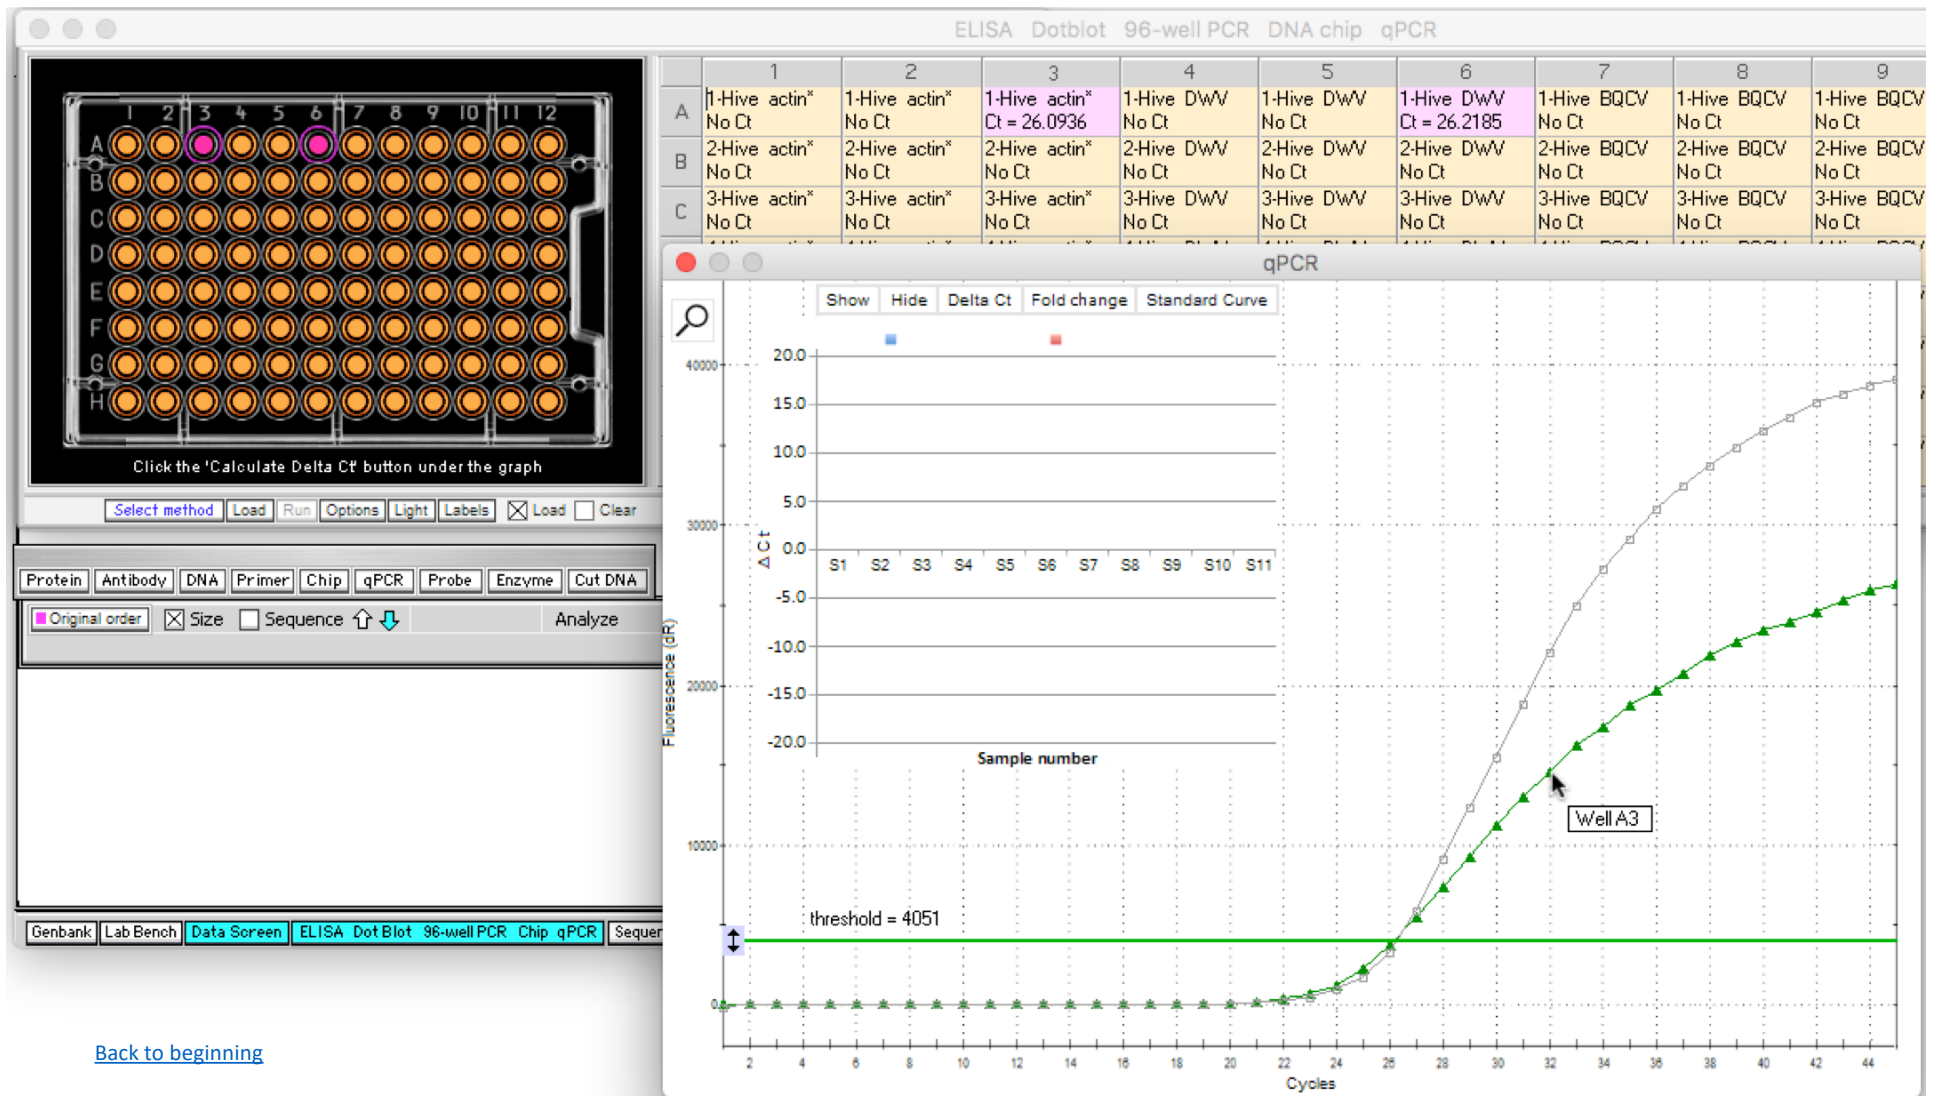 ELISA Dotblot 96-well PCR DNA chip qPCR
1 2 3 4 5 6 7 8 9 10 11 12
A
B
C
D
E
F
G
H
Click the 'Calculate Delta Ct' button under the graph
Select method Load Run Options Light Labels Load Clear
1 2 3 4 5 6 7 8 9
A
1-Hive actin* 1-Hive actin* 1-Hive actin* 1-Hive DWV 1-Hive DWV 1-Hive DWV 1-Hive BQCV 1-Hive BQCV 1-Hive BQCV
No Ct No Ct Ct = 26.0936 No Ct No Ct Ct = 26.2185 No Ct No Ct No Ct
B
2-Hive actin* 2-Hive actin* 2-Hive actin* 2-Hive DWV 2-Hive DWV 2-Hive DWV 2-Hive BQCV 2-Hive BQCV 2-Hive BQCV
No Ct No Ct No Ct No Ct No Ct No Ct No Ct No Ct No Ct
C
3-Hive actin* 3-Hive actin* 3-Hive actin* 3-Hive DWV 3-Hive DWV 3-Hive DWV 3-Hive BQCV 3-Hive BQCV 3-Hive BQCV
No Ct No Ct No Ct No Ct No Ct No Ct No Ct No Ct No Ct
Protein Antibody DNA Primer Chip qPCR Probe Enzyme Cut DNA
Original order Size Sequence Analyze
Genbank Lab Bench Data Screen ELISA Dot Blot 96-well PCR Chip qPCR
qPCR
Show Hide Delta Ct Fold change Standard Curve
20.0
15.0
10.0
5.0
0.0
-5.0
-10.0
-15.0
-20.0
Δ Ct
S1 S2 S3 S4 S5 S6 S7 S8 S9 S10 S11
Sample number
40000
30000
20000
10000
0
Fluorescence (dR)
Well A3
threshold = 4051
2 4 6 8 10 12 14 16 18 20 22 24 26 28 30 32 34 36 38 40 42 44
Cycles
Back to beginning